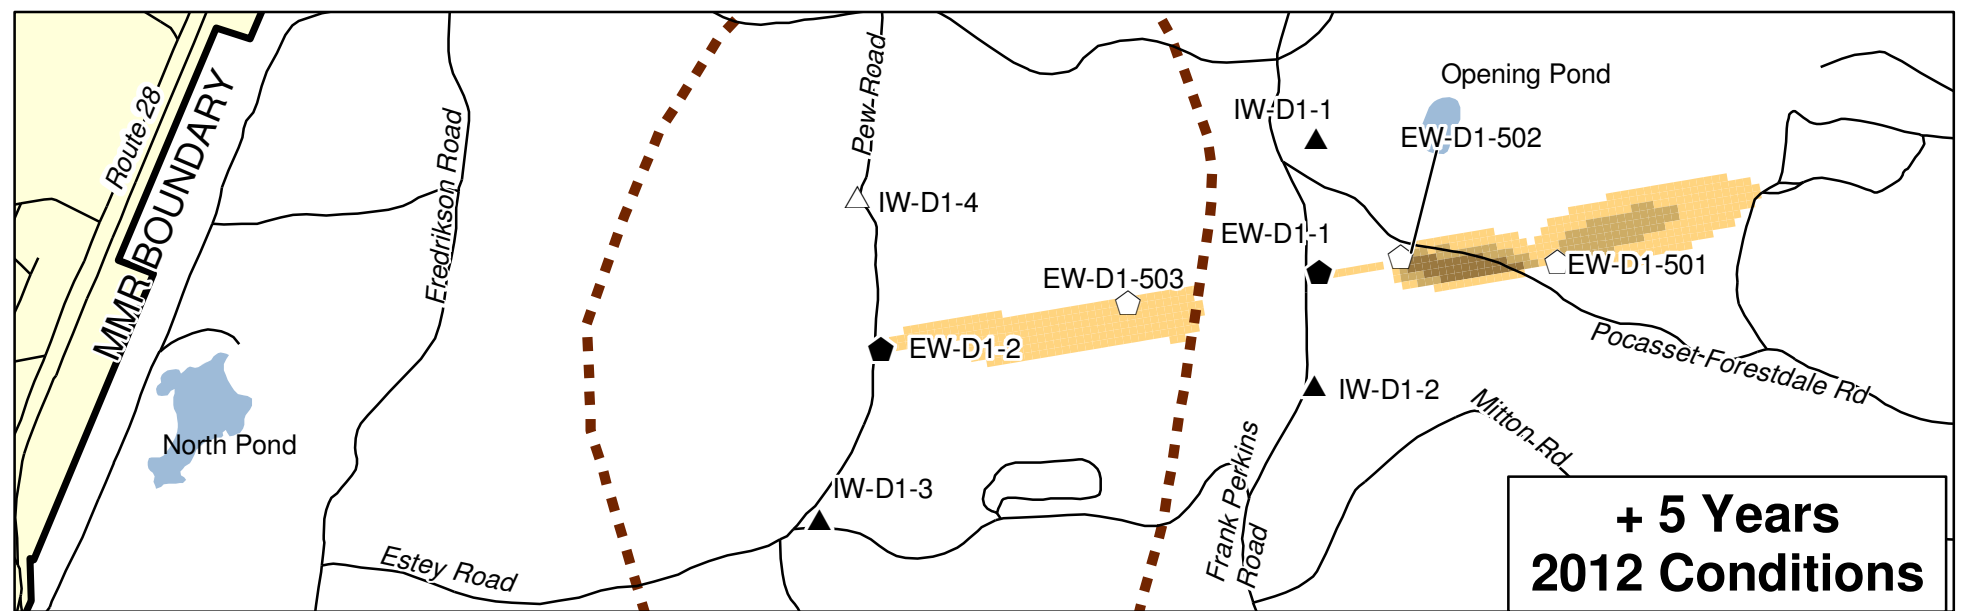 Opening Pond
Route 28
MMR BOUNDARY
Pew Road
IW-D1-1
EW-D1-502
Fredrikson Road
IW-D1-4
EW-D1-1
EW-D1-503
EW-D1-501
EW-D1-2
Pocasset-Forestdale Rd
IW-D1-2
Mitton Rd
North Pond
IW-D1-3
Frank Perkins
Road
Estey Road
+ 5 Years
2012 Conditions